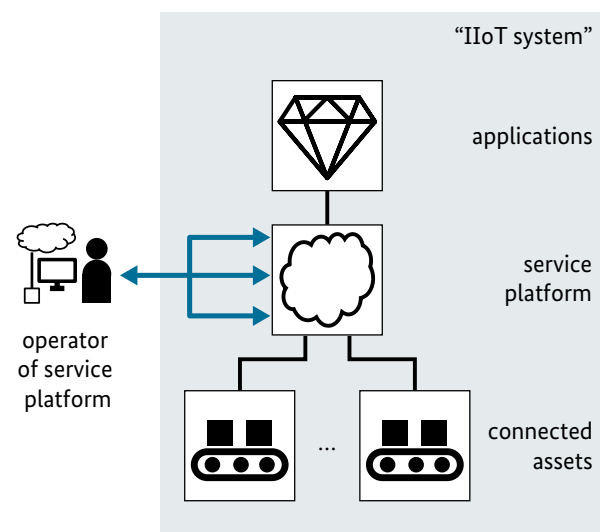 “IIoT system”
applications
service
platform
operator
of service
platform
...
connected
assets